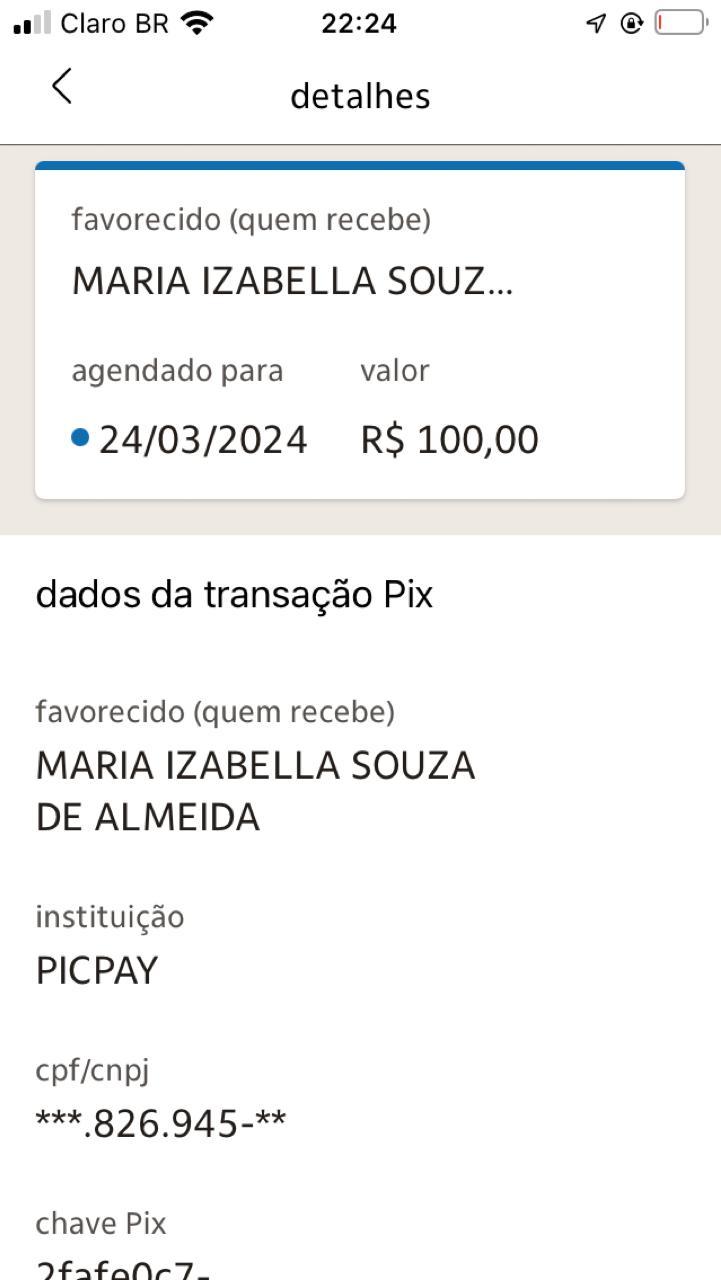 Claro BR 22:24
detalhes
favorecido (quem recebe)
MARIA IZABELLA SOUZ...
agendado para valor
24/03/2024 R$ 100,00
dados da transação Pix
favorecido (quem recebe)
MARIA IZABELLA SOUZA
DE ALMEIDA
instituição
PICPAY
cpf/cnpj
***.826.945-**
chave Pix
2fafe0c7-